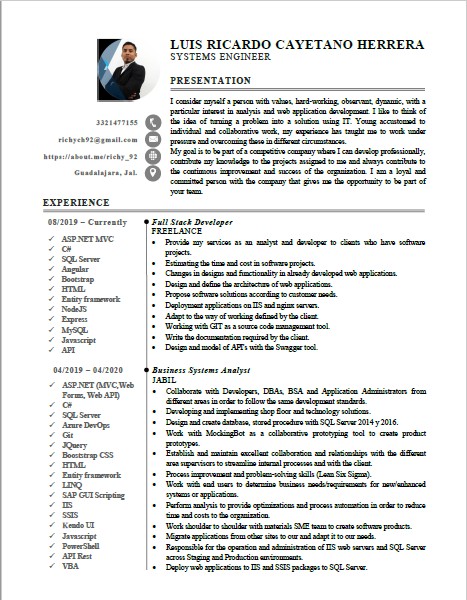 LUIS RICARDO CAYETANO HERRERA
SYSTEMS ENGINEER
PRESENTATION
I consider myself a person with values, hard-working, observant, dynamic, with a
particular interest in analysis and web application development. I like to think of
the idea of turning a problem into a solution using IT. Young accustomed to
individual and collaborative work, my experience has taught me to work under
pressure and overcoming these in different circumstances.
My goal is to be part of a competitive company where I can develop professionally,
contribute my knowledge to the projects assigned to me and always contribute to
the continuous improvement and success of the organization. I am a loyal and
committed person with the company that gives me the opportunity to be part of
your team.
3321477155
richych92@gmail.com
https://about.me/richy_92
Guadalajara, Jal.
EXPERIENCE
08/2019 – Currently
✓ ASP.NET MVC
✓ C#
✓ SQL Server
✓ Angular
✓ Bootstrap
✓ HTML
✓ Entity framework
✓ NodeJS
✓ Express
✓ MySQL
✓ Javascript
✓ API
Full Stack Developer
FREELANCE
• Provide my services as an analyst and developer to clients who have software
projects.
• Estimating the time and cost in software projects.
• Changes in designs and functionality in already developed web applications.
• Design and define the architecture of web applications.
• Propose software solutions according to customer needs.
• Deployment applications on IIS and nginx servers.
• Adapt to the way of working defined by the client.
• Working with GIT as a source code management tool.
• Write the documentation required by the client.
• Design and model of API's with the Swagger tool.
04/2019 – 04/2020
✓ ASP.NET (MVC,Web
Forms, Web API)
✓ C#
✓ SQL Server
✓ Azure DevOps
✓ Git
✓ JQuery
✓ Booststrap CSS
✓ HTML
✓ Entity framework
✓ LINQ
✓ SAP GUI Scripting
✓ IIS
✓ SSIS
✓ Kendo UI
✓ Javascript
✓ PowerShell
✓ API Rest
✓ VBA
Business Systems Analyst
JABIL
• Collaborate with Developers, DBAs, BSA and Application Administrators from
different areas in order to follow the same development standards.
• Developing and implementing shop floor and technology solutions.
• Design and create database, stored procedure with SQL Server 2014 y 2016.
• Work with MockingBot as a collaborative prototyping tool to create product
prototypes.
• Establish and maintain excellent collaboration and relationships with the different
area supervisors to streamline internal processes and with the client.
• Process improvement and problem-solving skills (Lean Six Sigma).
• Work with end users to determine business needs/requirements for new/enhanced
systems or applications.
• Perform analysis to provide optimizations and process automation in order to reduce
time and costs to the organization.
• Work shoulder to shoulder with materials SME team to create software products.
• Migrate applications from other sites to our and adapt it to our needs.
• Responsible for the operation and administration of IIS web servers and SQL Server
across Staging and Production environments.
• Deploy web applications to IIS and SSIS packages to SQL Server.